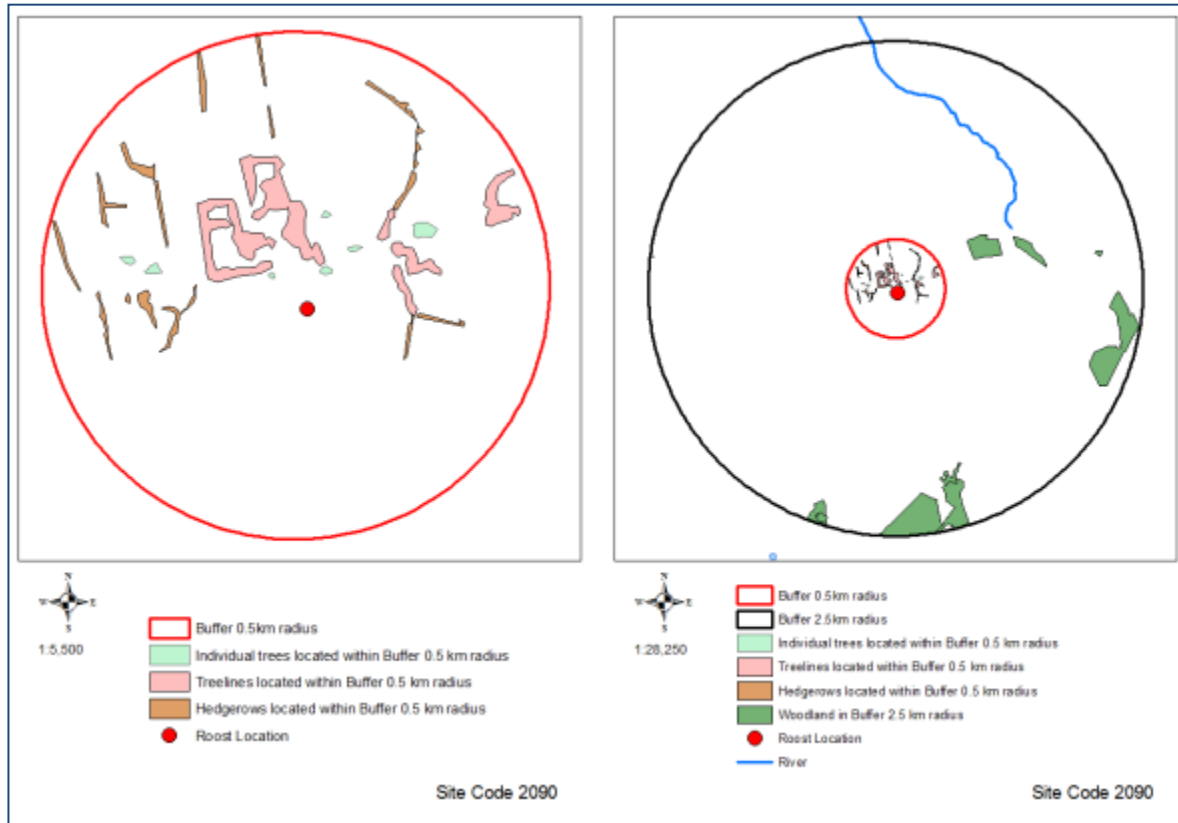 N
W E
S
1:5,500
Buffer 0.5km radius
Individual trees located within Buffer 0.5 km radius
Treelines located within Buffer 0.5 km radius
Hedgerows located within Buffer 0.5 km radius
Roost Location
Site Code 2090
N
W E
S
1:28,250
Buffer 0.5km radius
Buffer 2.5km radius
Individual trees located within Buffer 0.5 km radius
Treelines located within Buffer 0.5 km radius
Hedgerows located within Buffer 0.5 km radius
Woodland in Buffer 2.5 km radius
Roost Location
River
Site Code 2090